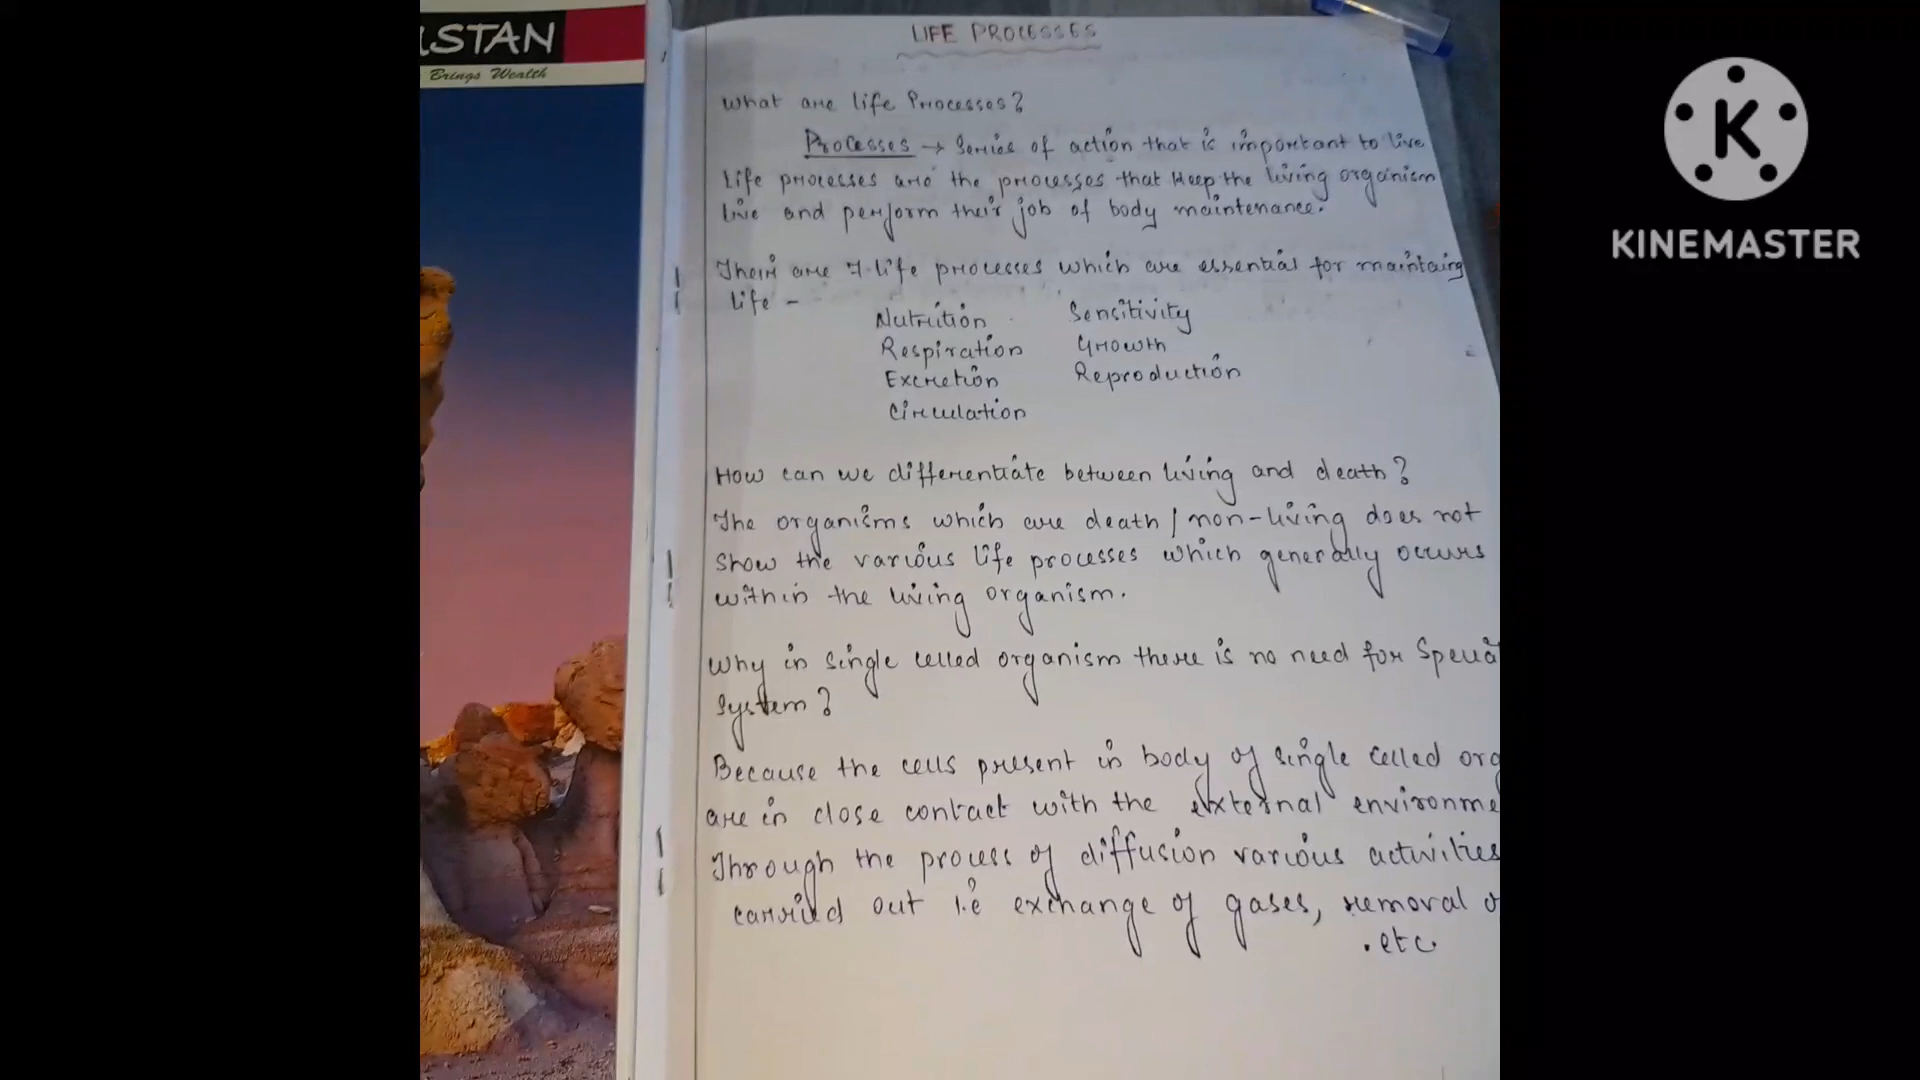 ISTAN
Brings Wealth
KINEMASTER
LIFE PROCESSES
What are life Processes?
Processes → Series of action that is important to live
Life processes are the processes that keep the living organism
live and perform their job of body maintenance.
Their are 7 life processes which are essential for maintaing
life -
Nutrition Sensitivity
Respiration Growth
Excretion Reproduction
Circulation
How can we differentiate between living and death?
The organisms which are death / non-living does not
show the various life processes which generally occurs
within the living organism.
Why in single celled organism there is no need for Specia
System?
Because the cells present in body of single celled org
are in close contact with the external environme
Through the process of diffusion various activities
carried out i.e exchange of gases, removal o
. etc.